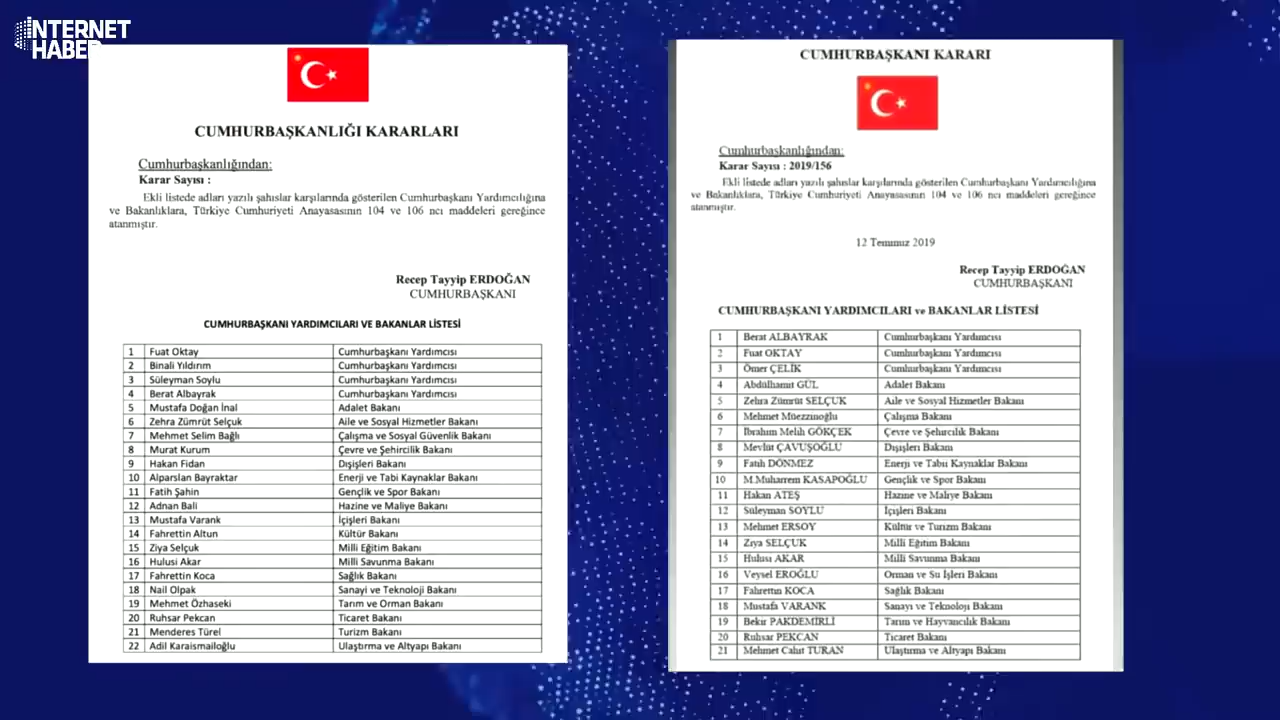 İNTERNET
HABER
CUMHURBAŞKANLIĞI KARARLARI
Cumhurbaşkanlığından:
Karar Sayısı :
Ekli listede adları yazılı şahıslar karşılarında gösterilen Cumhurbaşkanı Yardımcılığına
ve Bakanlıklara, Türkiye Cumhuriyeti Anayasasının 104 ve 106 ncı maddeleri gereğince
atanmıştır.
Recep Tayyip ERDOĞAN
CUMHURBAŞKANI
CUMHURBAŞKANI YARDIMCILARI VE BAKANLAR LİSTESİ
1 Fuat Oktay Cumhurbaşkanı Yardımcısı
2 Binali Yıldırım Cumhurbaşkanı Yardımcısı
3 Süleyman Soylu Cumhurbaşkanı Yardımcısı
4 Berat Albayrak Cumhurbaşkanı Yardımcısı
5 Mustafa Doğan İnal Adalet Bakanı
6 Zehra Zümrüt Selçuk Aile ve Sosyal Hizmetler Bakanı
7 Mehmet Selim Bağlı Çalışma ve Sosyal Güvenlik Bakanı
8 Murat Kurum Çevre ve Şehircilik Bakanı
9 Hakan Fidan Dışişleri Bakanı
10 Alparslan Bayraktar Enerji ve Tabi Kaynaklar Bakanı
11 Fatih Şahin Gençlik ve Spor Bakanı
12 Adnan Bali Hazine ve Maliye Bakanı
13 Mustafa Varank İçişleri Bakanı
14 Fahrettin Altun Kültür Bakanı
15 Ziya Selçuk Milli Eğitim Bakanı
16 Hulusi Akar Milli Savunma Bakanı
17 Fahrettin Koca Sağlık Bakanı
18 Nail Olpak Sanayi ve Teknoloji Bakanı
19 Mehmet Özhaseki Tarım ve Orman Bakanı
20 Ruhsar Pekcan Ticaret Bakanı
21 Menderes Türel Turizm Bakanı
22 Adil Karaismailoğlu Ulaştırma ve Altyapı Bakanı
CUMHURBAŞKANI KARARI
Cumhurbaşkanlığından:
Karar Sayısı : 2019/156
Ekli listede adları yazılı şahıslar karşılarında gösterilen Cumhurbaşkanı Yardımcılığına
ve Bakanlıklara, Türkiye Cumhuriyeti Anayasasının 104 ve 106 ncı maddeleri gereğince
atanmıştır.
12 Temmuz 2019
Recep Tayyip ERDOĞAN
CUMHURBAŞKANI
CUMHURBAŞKANI YARDIMCILARI ve BAKANLAR LİSTESİ
1 Berat ALBAYRAK Cumhurbaşkanı Yardımcısı
2 Fuat OKTAY Cumhurbaşkanı Yardımcısı
3 Ömer ÇELİK Cumhurbaşkanı Yardımcısı
4 Abdülhamit GÜL Adalet Bakanı
5 Zehra Zümrüt SELÇUK Aile ve Sosyal Hizmetler Bakanı
6 Mehmet Müezzinoğlu Çalışma Bakanı
7 İbrahim Melih GÖKÇEK Çevre ve Şehircilik Bakanı
8 Mevlüt ÇAVUŞOĞLU Dışişleri Bakanı
9 Fatih DÖNMEZ Enerji ve Tabii Kaynaklar Bakanı
10 M.Muharrem KASAPOĞLU Gençlik ve Spor Bakanı
11 Hakan ATEŞ Hazine ve Maliye Bakanı
12 Süleyman SOYLU İçişleri Bakanı
13 Mehmet ERSOY Kültür ve Turizm Bakanı
14 Ziya SELÇUK Milli Eğitim Bakanı
15 Hulusi AKAR Milli Savunma Bakanı
16 Veysel EROĞLU Orman ve Su İşleri Bakanı
17 Fahrettin KOCA Sağlık Bakanı
18 Mustafa VARANK Sanayi ve Teknoloji Bakanı
19 Bekir PAKDEMİRLİ Tarım ve Hayvancılık Bakanı
20 Ruhsar PEKCAN Ticaret Bakanı
21 Mehmet Cahit TURAN Ulaştırma ve Altyapı Bakanı